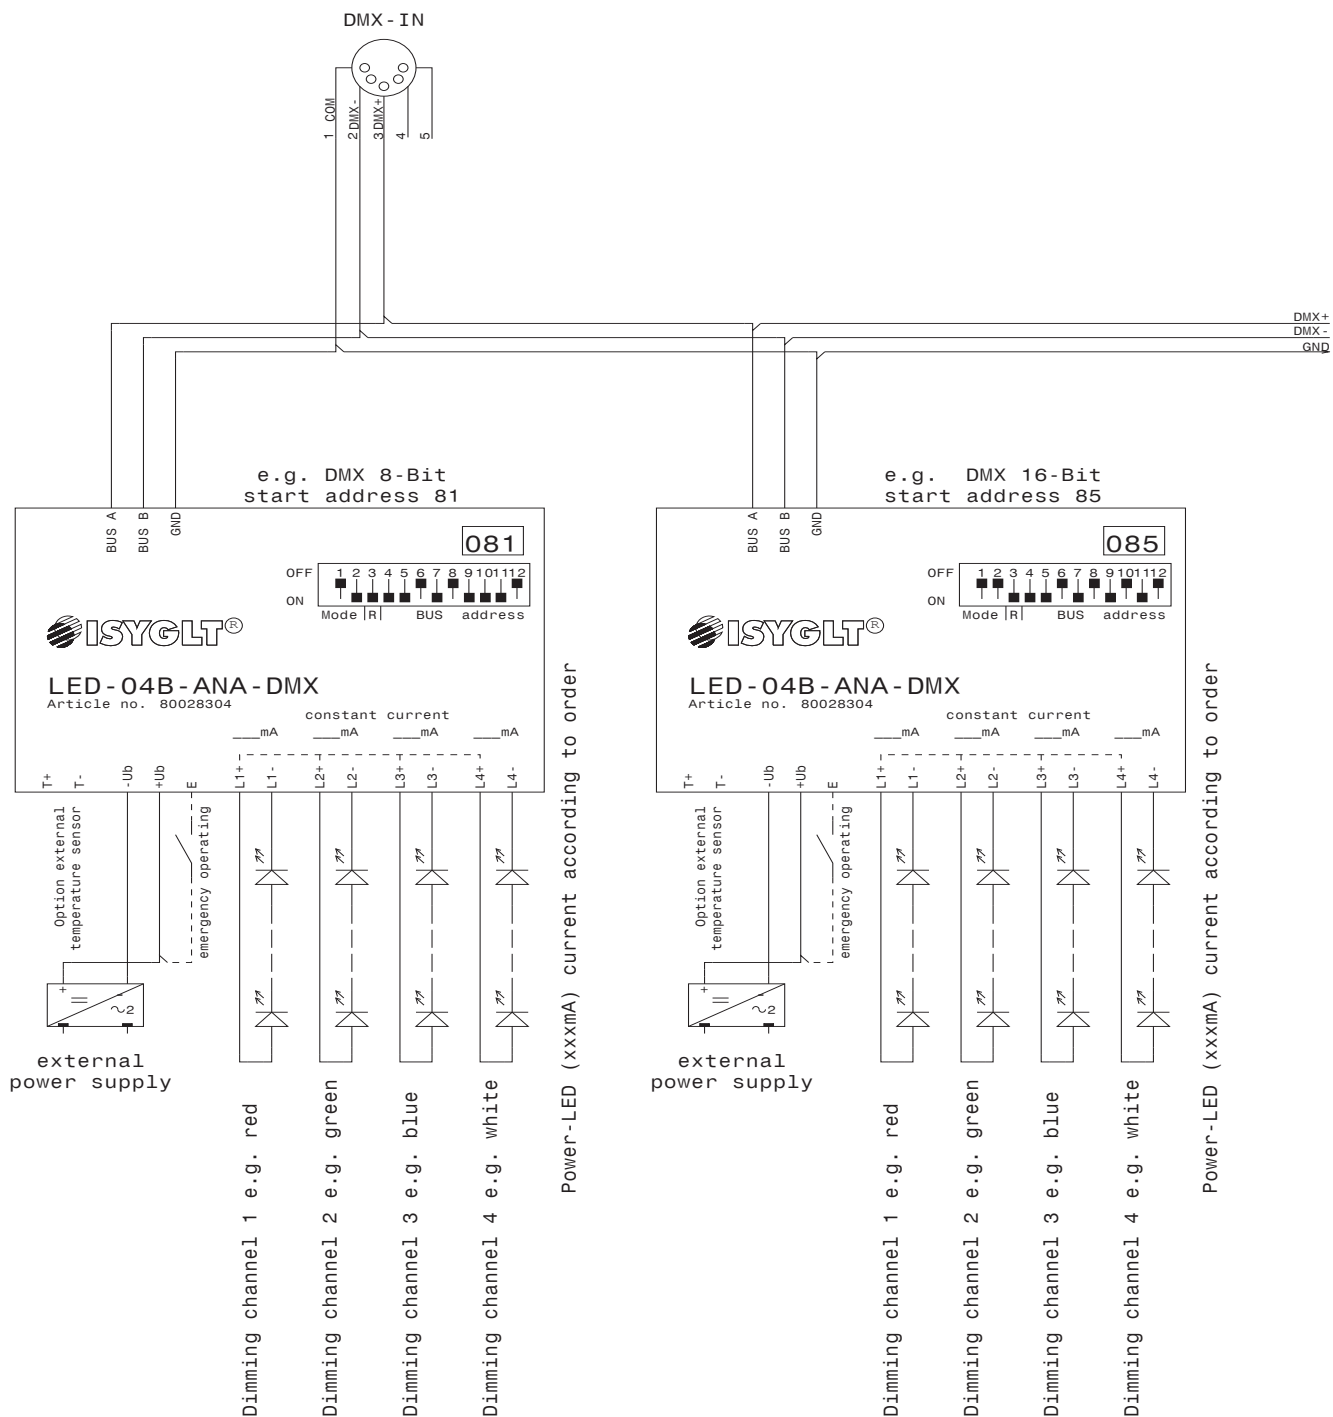 DMX-IN
1 COM
2 DMX-
3 DMX+
4
5
DMX+
DMX-
GND
e.g. DMX 8-Bit
start address 81
BUS A
BUS B
GND
081
OFF
1 2 3 4 5 6 7 8 9 10 11 12
ON
Mode R BUS address
ISYGLT®
LED-04B-ANA-DMX
Article no. 80028304
constant current
___mA ___mA ___mA ___mA
T+
T-
-Ub
+Ub
E
L1+
L1-
L2+
L2-
L3+
L3-
L4+
L4-
Option external
temperature sensor
emergency operating
+ -
~2
external
power supply
Dimming channel 1 e.g. red
Dimming channel 2 e.g. green
Dimming channel 3 e.g. blue
Dimming channel 4 e.g. white
Power-LED (xxxmA) current according to order
e.g. DMX 16-Bit
start address 85
BUS A
BUS B
GND
085
OFF
1 2 3 4 5 6 7 8 9 10 11 12
ON
Mode R BUS address
ISYGLT®
LED-04B-ANA-DMX
Article no. 80028304
constant current
___mA ___mA ___mA ___mA
T+
T-
-Ub
+Ub
E
L1+
L1-
L2+
L2-
L3+
L3-
L4+
L4-
Option external
temperature sensor
emergency operating
+ -
~2
external
power supply
Dimming channel 1 e.g. red
Dimming channel 2 e.g. green
Dimming channel 3 e.g. blue
Dimming channel 4 e.g. white
Power-LED (xxxmA) current according to order